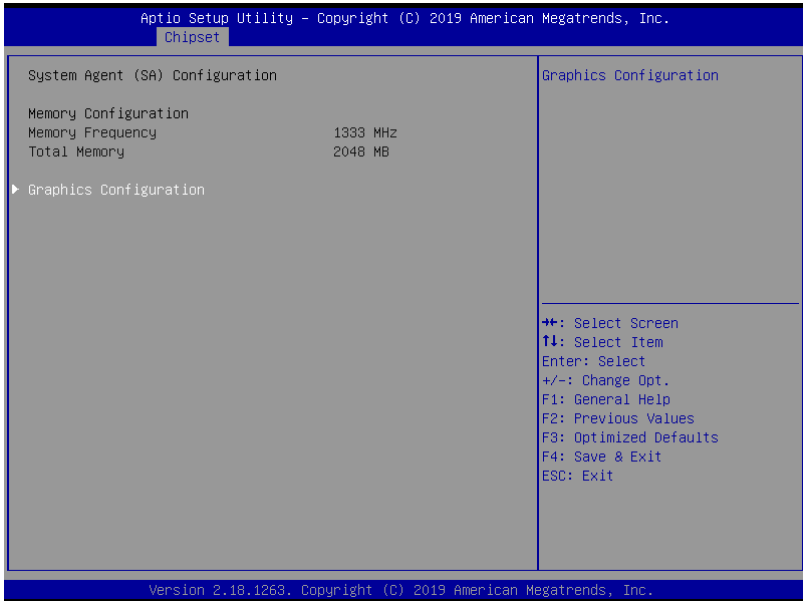 Aptio Setup Utility – Copyright (C) 2019 American Megatrends, Inc.
Chipset
System Agent (SA) Configuration
Memory Configuration
Memory Frequency 1333 MHz
Total Memory 2048 MB
Graphics Configuration
Graphics Configuration
→←: Select Screen
↑↓: Select Item
Enter: Select
+/-: Change Opt.
F1: General Help
F2: Previous Values
F3: Optimized Defaults
F4: Save & Exit
ESC: Exit
Version 2.18.1263. Copyright (C) 2019 American Megatrends, Inc.